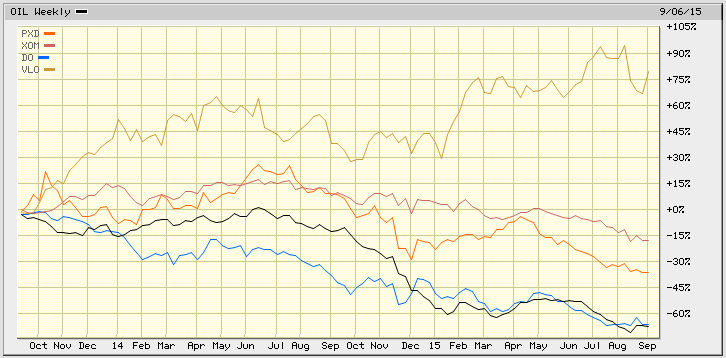 OIL Weekly
9/06/15
PXD
XOM
DO
VLO
+105%
+90%
+75%
+60%
+45%
+30%
+15%
+0%
-15%
-30%
-45%
-60%
Oct Nov Dec 14 Feb Mar Apr May Jun Jul Aug Sep Oct Nov Dec 15 Feb Mar Apr May Jun Jul Aug Sep